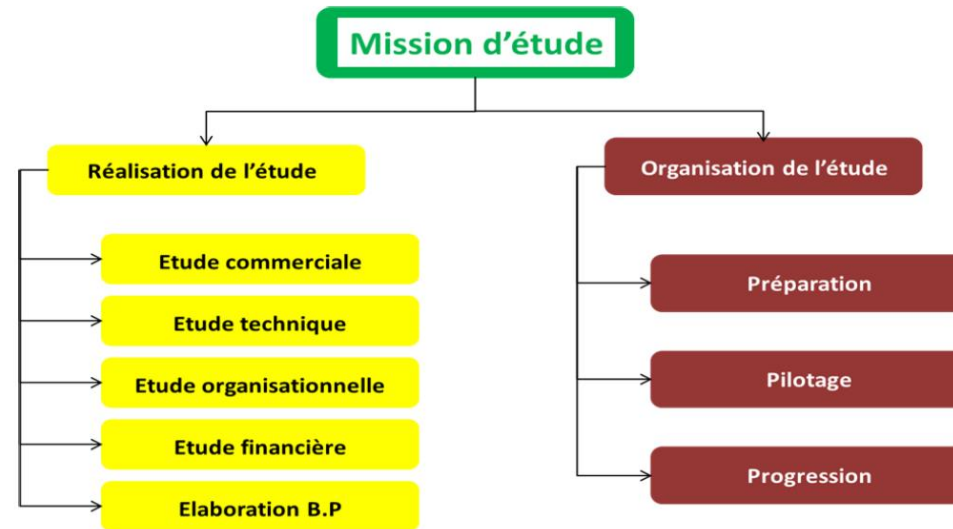 Mission d’étude
Réalisation de l’étude
Etude commerciale
Etude technique
Etude organisationnelle
Etude financière
Elaboration B.P
Organisation de l’étude
Préparation
Pilotage
Progression